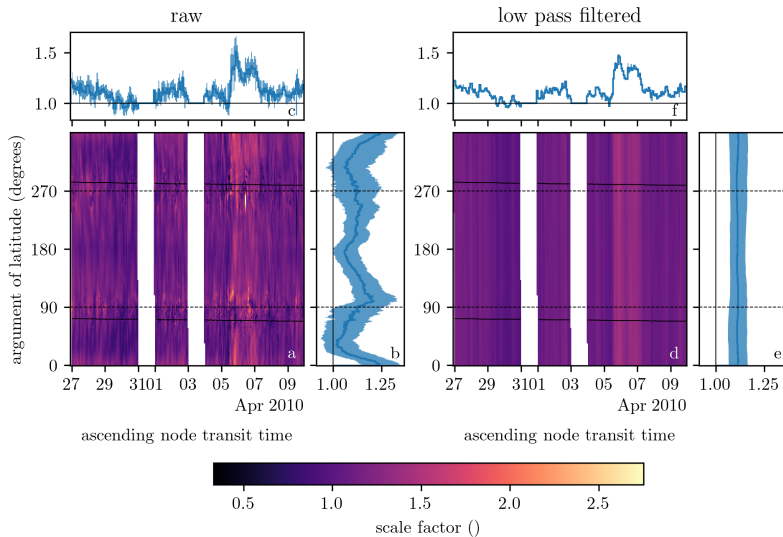 raw
low pass filtered
1.5
1.0
c
1.5
1.0
f
argument of latitude (degrees)
270
180
90
0
a
b
270
180
90
0
d
e
27 29 31 01 03 05 07 09
1.00 1.25
27 29 31 01 03 05 07 09
1.00 1.25
Apr 2010
Apr 2010
ascending node transit time
ascending node transit time
0.5 1.0 1.5 2.0 2.5
scale factor ()